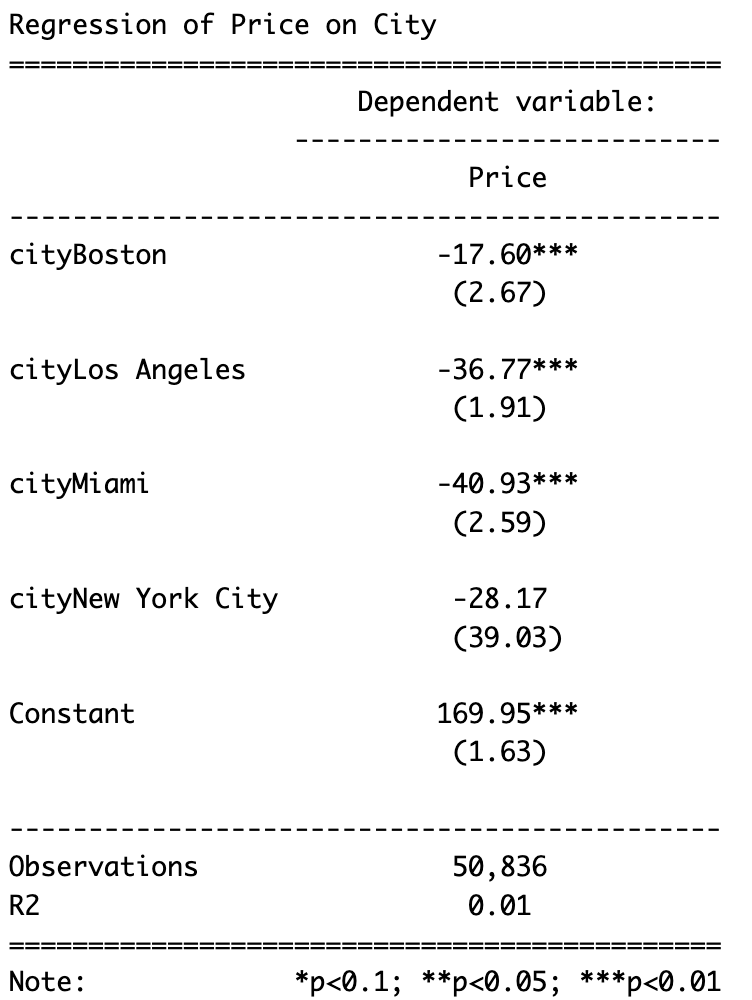 Regression of Price on City
=============================================
Dependent variable:
---------------------------
Price
---------------------------------------------
cityBoston -17.60***
(2.67)
cityLos Angeles -36.77***
(1.91)
cityMiami -40.93***
(2.59)
cityNew York City -28.17
(39.03)
Constant 169.95***
(1.63)
---------------------------------------------
Observations 50,836
R2 0.01
=============================================
Note: *p<0.1; **p<0.05; ***p<0.01